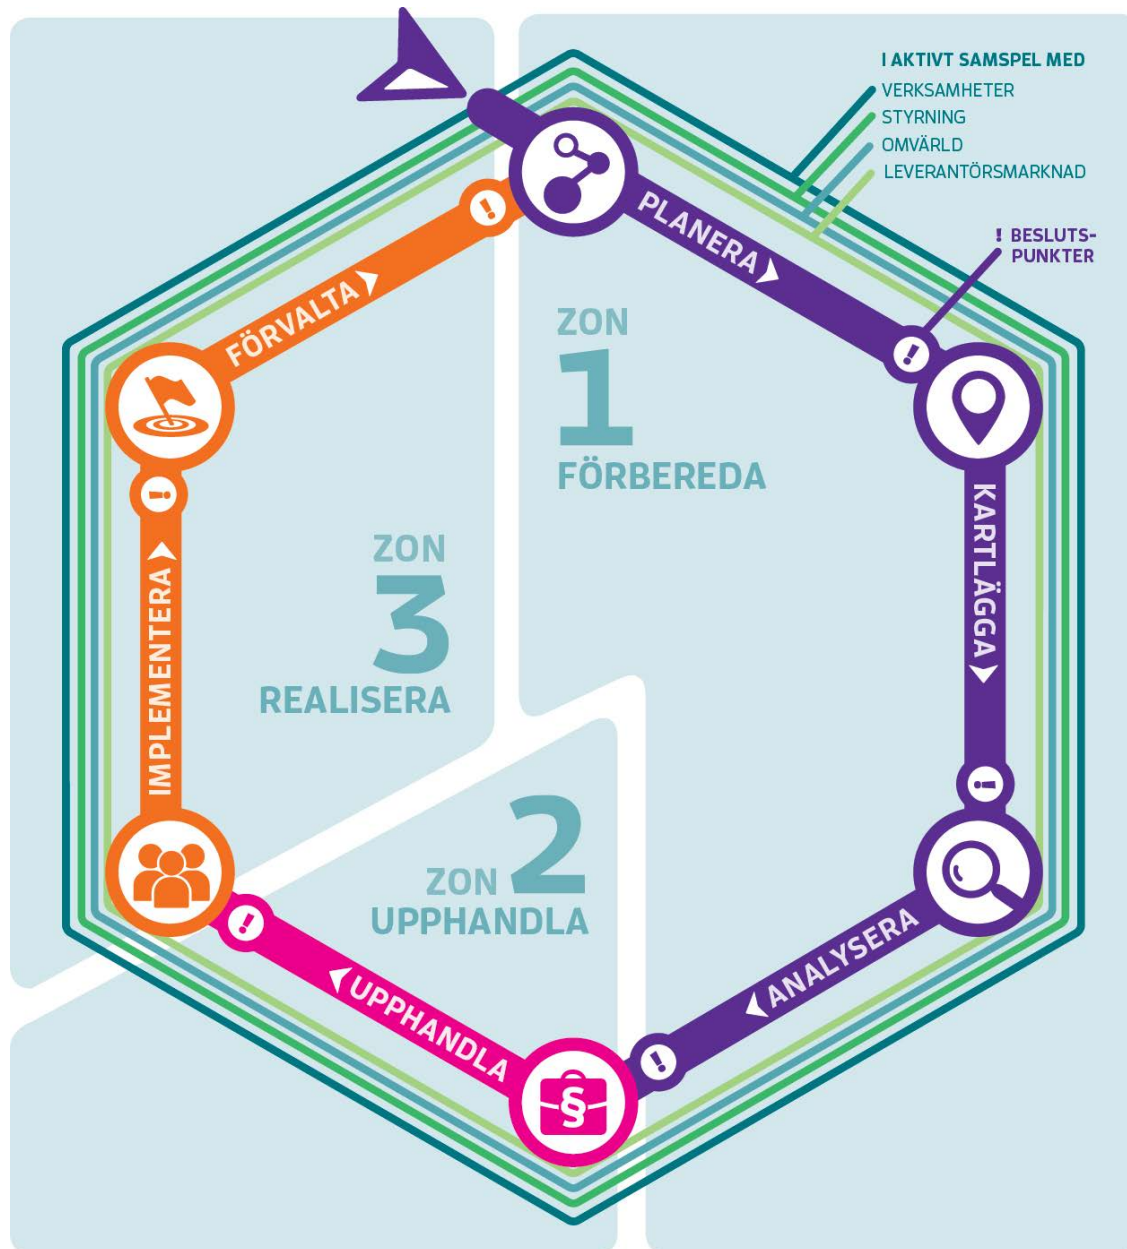 I AKTIVT SAMSPEL MED
VERKSAMHETER
STYRNING
OMVÄRLD
LEVERANTÖRSMARKNAD
! BESLUTS-
PUNKTER
PLANERA
!
KARTLÄGGA
!
ANALYSERA
!
§
UPPHANDLA
!
IMPLEMENTERA
!
FÖRVALTA
!
ZON
1
FÖRBEREDA
ZON 2
UPPHANDLA
ZON
3
REALISERA